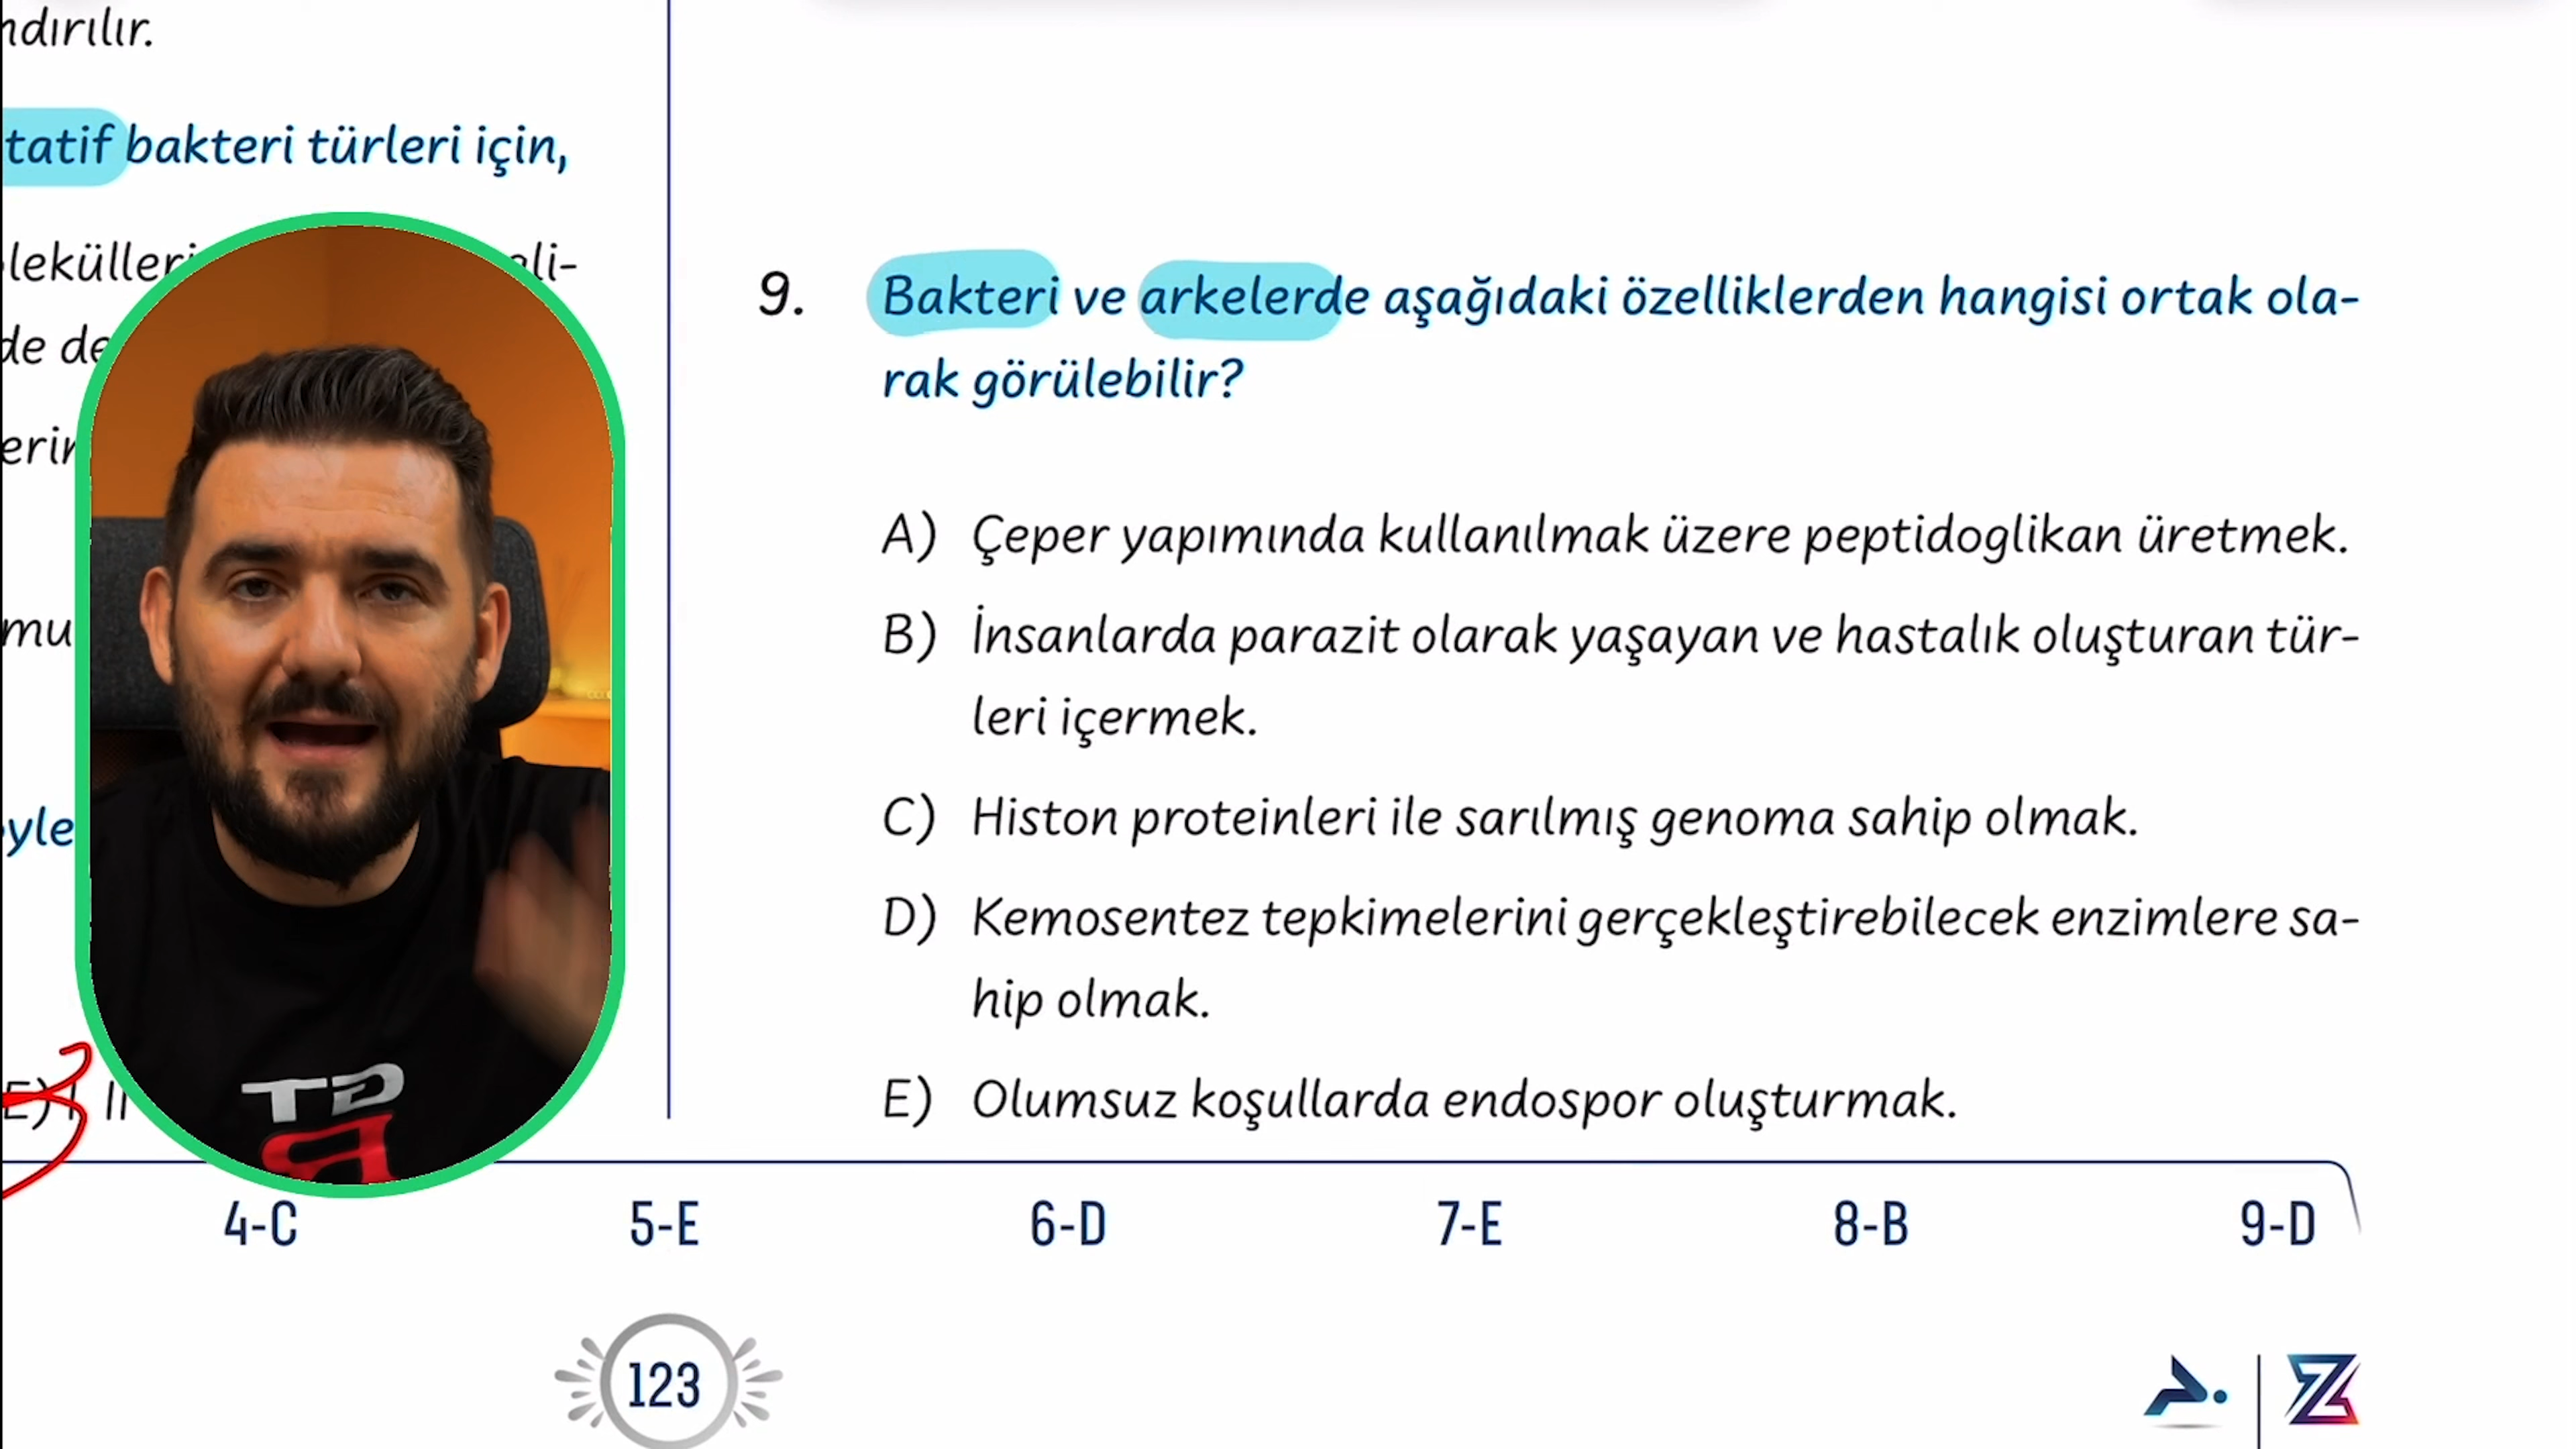 ndırılır.
tatif bakteri türleri için,
leküller
ali-
de de
erin
mu
yle
E) I, II
9. Bakteri ve arkelerde aşağıdaki özelliklerden hangisi ortak ola-
rak görülebilir?
A) Çeper yapımında kullanılmak üzere peptidoglikan üretmek.
B) İnsanlarda parazit olarak yaşayan ve hastalık oluşturan tür-
leri içermek.
C) Histon proteinleri ile sarılmış genoma sahip olmak.
D) Kemosentez tepkimelerini gerçekleştirebilecek enzimlere sa-
hip olmak.
E) Olumsuz koşullarda endospor oluşturmak.
4-C 5-E 6-D 7-E 8-B 9-D
123